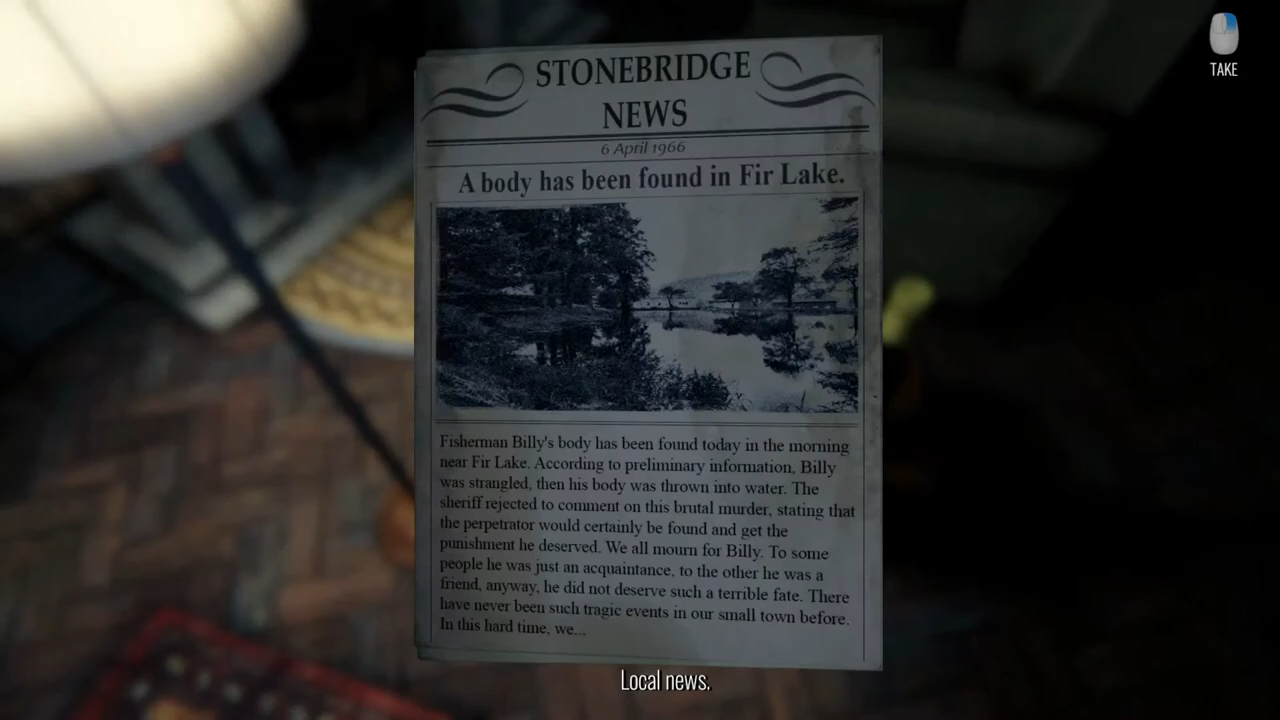 TAKE
STONEBRIDGE
NEWS
6 April 1966
A body has been found in Fir Lake.
Fisherman Billy's body has been found today in the morning
near Fir Lake. According to preliminary information, Billy
was strangled, then his body was thrown into water. The
sheriff rejected to comment on this brutal murder, stating that
the perpetrator would certainly be found and get the
punishment he deserved. We all mourn for Billy. To some
people he was just an acquaintance, to the other he was a
friend, anyway, he did not deserve such a terrible fate. There
have never been such tragic events in our small town before.
In this hard time, we...
Local news.